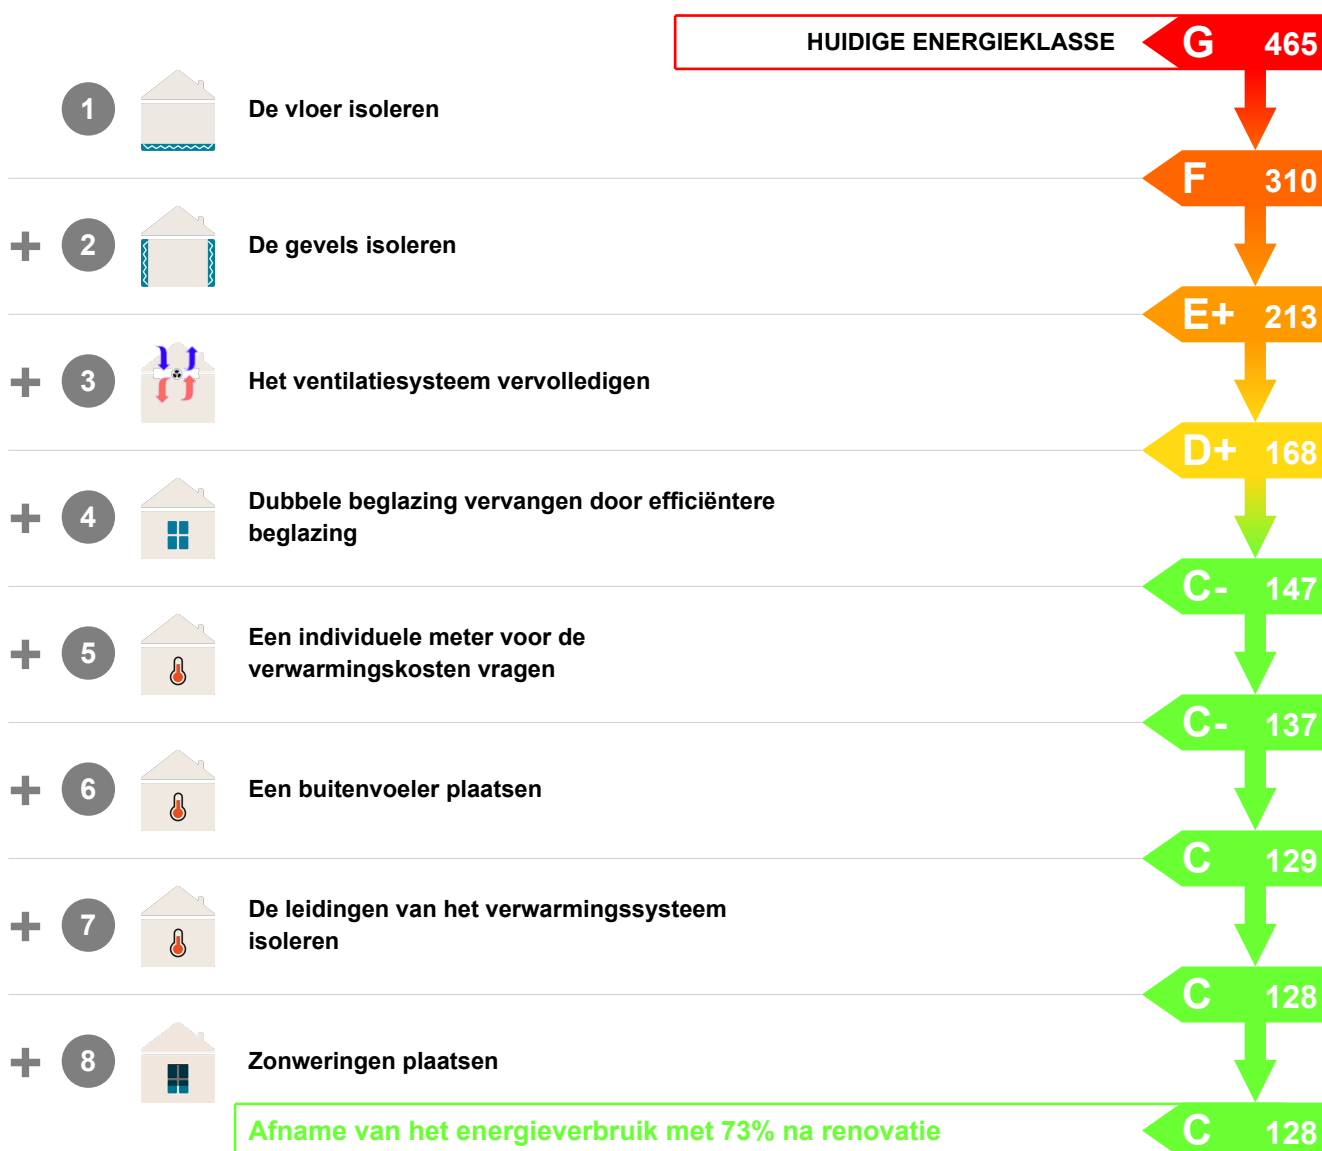 HUIDIGE ENERGIEKLASSE G 465
1 De vloer isoleren
F 310
+ 2 De gevels isoleren
E+ 213
+ 3 Het ventilatiesysteem vervolledigen
D+ 168
+ 4 Dubbele beglazing vervangen door efficiëntere
beglazing
C- 147
+ 5 Een individuele meter voor de
verwarmingskosten vragen
C- 137
+ 6 Een buitenvoeler plaatsen
C 129
+ 7 De leidingen van het verwarmingssysteem
isoleren
C 128
+ 8 Zonweringen plaatsen
Afname van het energieverbruik met 73% na renovatie C 128